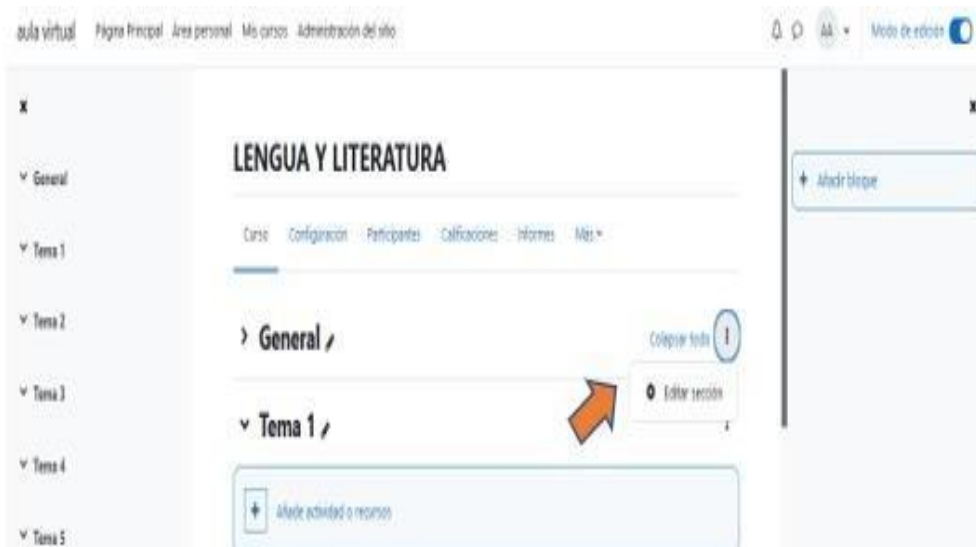 aula virtual Página Principal Área personal Mis cursos Administración del sitio AA Modo de edición
x
x
General
LENGUA Y LITERATURA
Añadir bloque
Tema 1
Curso Configuración Participantes Calificaciones Informes Más
Tema 2
General
Colapsar todo
Tema 3
Editar sección
Tema 1
Tema 4
Añade actividad o recursos
Tema 5